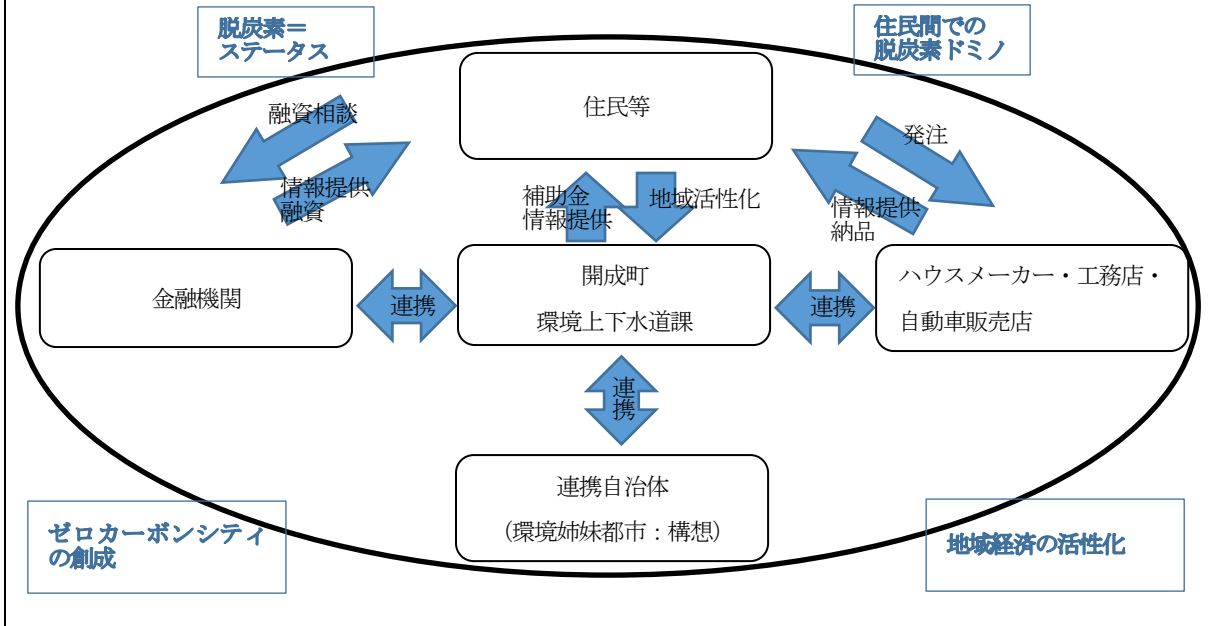 脱炭素＝
ステータス
住民間での
脱炭素ドミノ
住民等
融資相談
情報提供
融資
補助金
情報提供
地域活性化
発注
情報提供
納品
金融機関
連携
開成町
環境上下水道課
連携
ハウスメーカー・工務店・
自動車販売店
連
携
連携自治体
（環境姉妹都市：構想）
ゼロカーボンシティ
の創成
地域経済の活性化